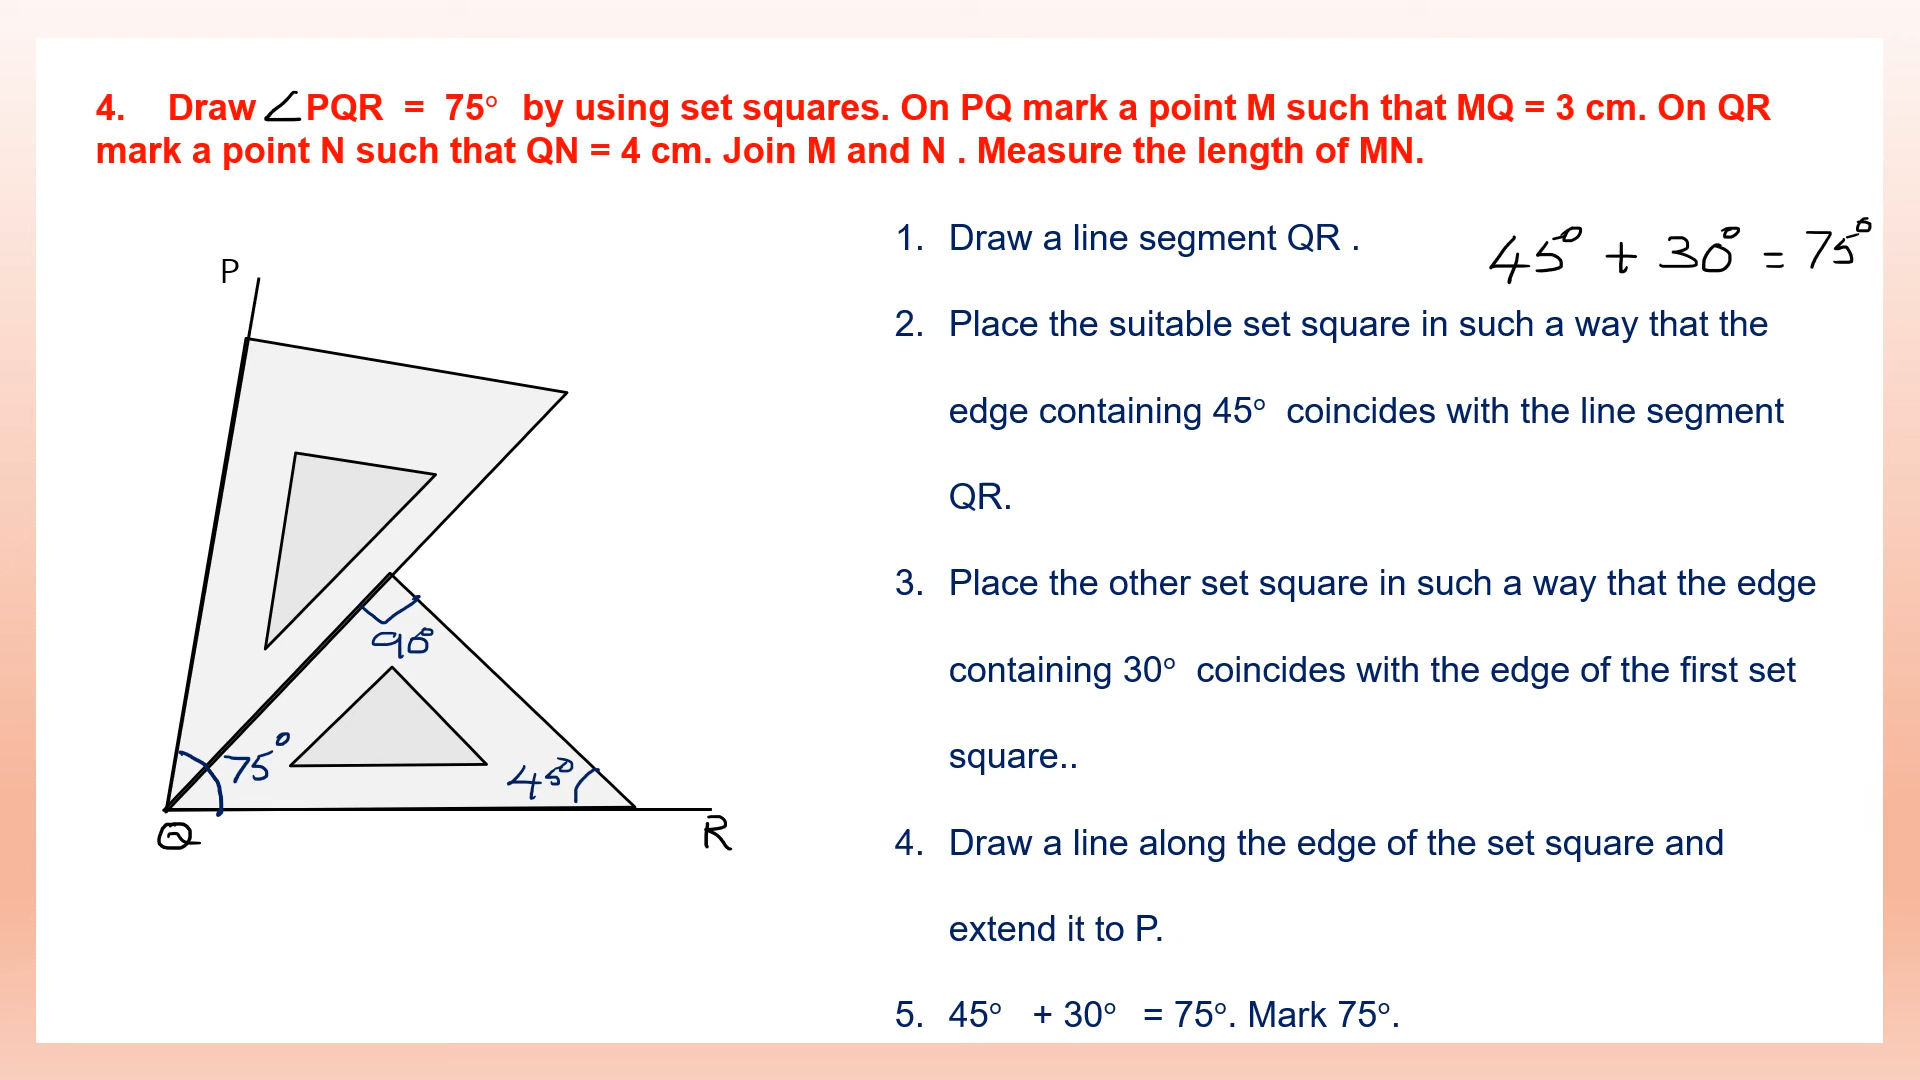 4. Draw ∠PQR = 75° by using set squares. On PQ mark a point M such that MQ = 3 cm. On QR
mark a point N such that QN = 4 cm. Join M and N . Measure the length of MN.
1. Draw a line segment QR .
45° + 30° = 75°
2. Place the suitable set square in such a way that the
edge containing 45° coincides with the line segment
QR.
3. Place the other set square in such a way that the edge
containing 30° coincides with the edge of the first set
square..
4. Draw a line along the edge of the set square and
extend it to P.
5. 45° + 30° = 75°. Mark 75°.
P
90°
75°
45°
Q
R